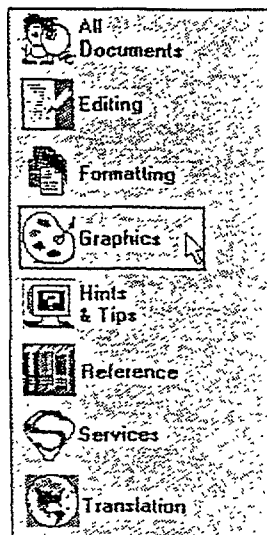 All
Documents
Editing
Formatting
Graphics
Hints
& Tips
Reference
Services
Translation